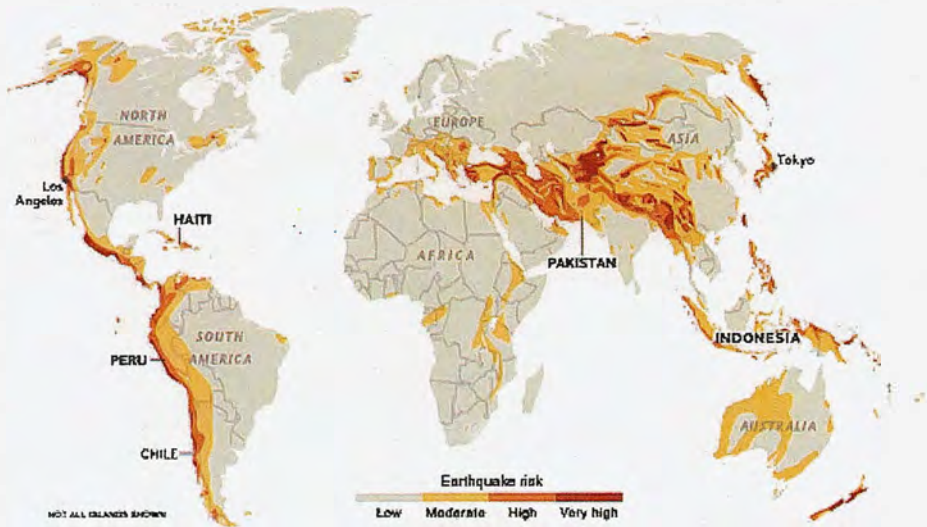 NORTH
AMERICA
EUROPE
ASIA
Tokyo
Los
Angeles
HAITI
AFRICA
PAKISTAN
SOUTH
AMERICA
PERU
INDONESIA
AUSTRALIA
CHILE
Earthquake risk
Low Moderate High Very high
NOT ALL ISLANDS SHOWN